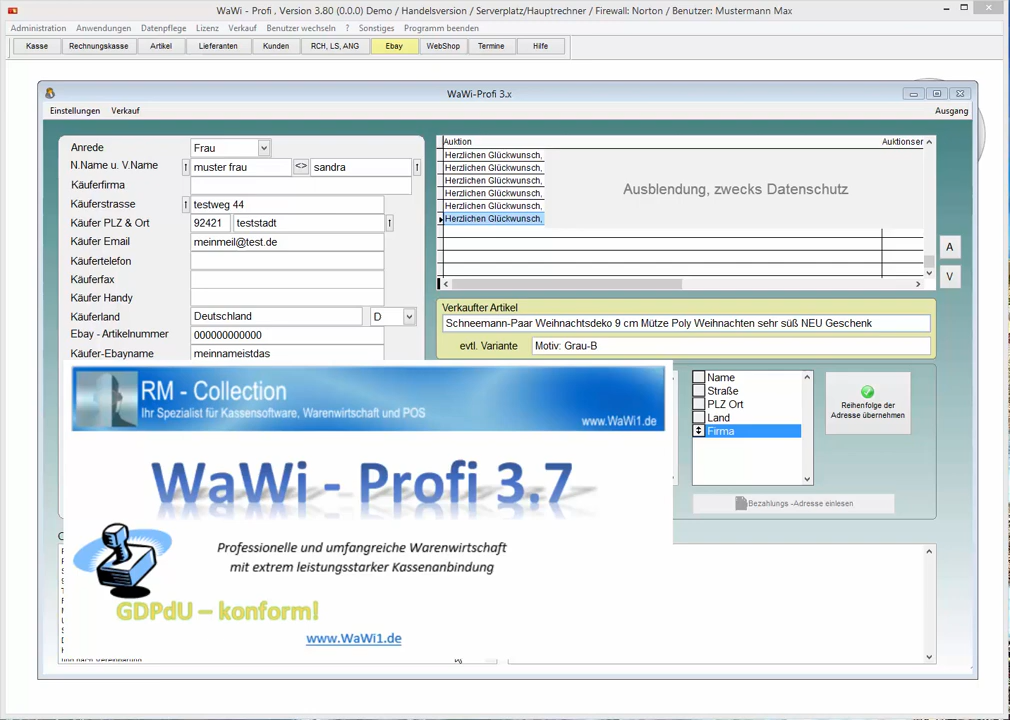 WaWi - Profi , Version 3.80 (0.0.0) Demo / Handelsversion / Serverplatz/Hauptrechner / Firewall: Norton / Benutzer: Mustermann Max
Administration Anwendungen Datenpflege Lizenz Verkauf Benutzer wechseln ? Sonstiges Programm beenden
Kasse Rechnungskasse Artikel Lieferanten Kunden RCH, LS, ANG Ebay WebShop Termine Hilfe
WaWi-Profi 3.x
Einstellungen Verkauf Ausgang
Anrede Frau
N.Name u. V.Name muster frau <> sandra
Käuferfirma
Käuferstrasse testweg 44
Käufer PLZ & Ort 92421 teststadt
Käufer Email meinmeil@test.de
Käufertelefon
Käuferfax
Käufer Handy
Käuferland Deutschland D
Ebay - Artikelnummer 000000000000
Käufer-Ebayname meinnameistdas
Auktion Auktionser
Herzlichen Glückwunsch,
Herzlichen Glückwunsch,
Herzlichen Glückwunsch,
Herzlichen Glückwunsch,
Herzlichen Glückwunsch,
Herzlichen Glückwunsch,
Ausblendung, zwecks Datenschutz
A
V
Verkaufter Artikel
Schneemann-Paar Weihnachtsdeko 9 cm Mütze Poly Weihnachten sehr süß NEU Geschenk
evtl. Variante Motiv: Grau-B
Name
Straße
PLZ Ort
Land
Firma
Reihenfolge der
Adresse übernehmen
Bezahlungs -Adresse einlesen
RM - Collection
Ihr Spezialist für Kassensoftware, Warenwirtschaft und POS
www.WaWi1.de
WaWi - Profi 3.7
Professionelle und umfangreiche Warenwirtschaft
mit extrem leistungsstarker Kassenanbindung
GDPdU – konform!
www.WaWi1.de